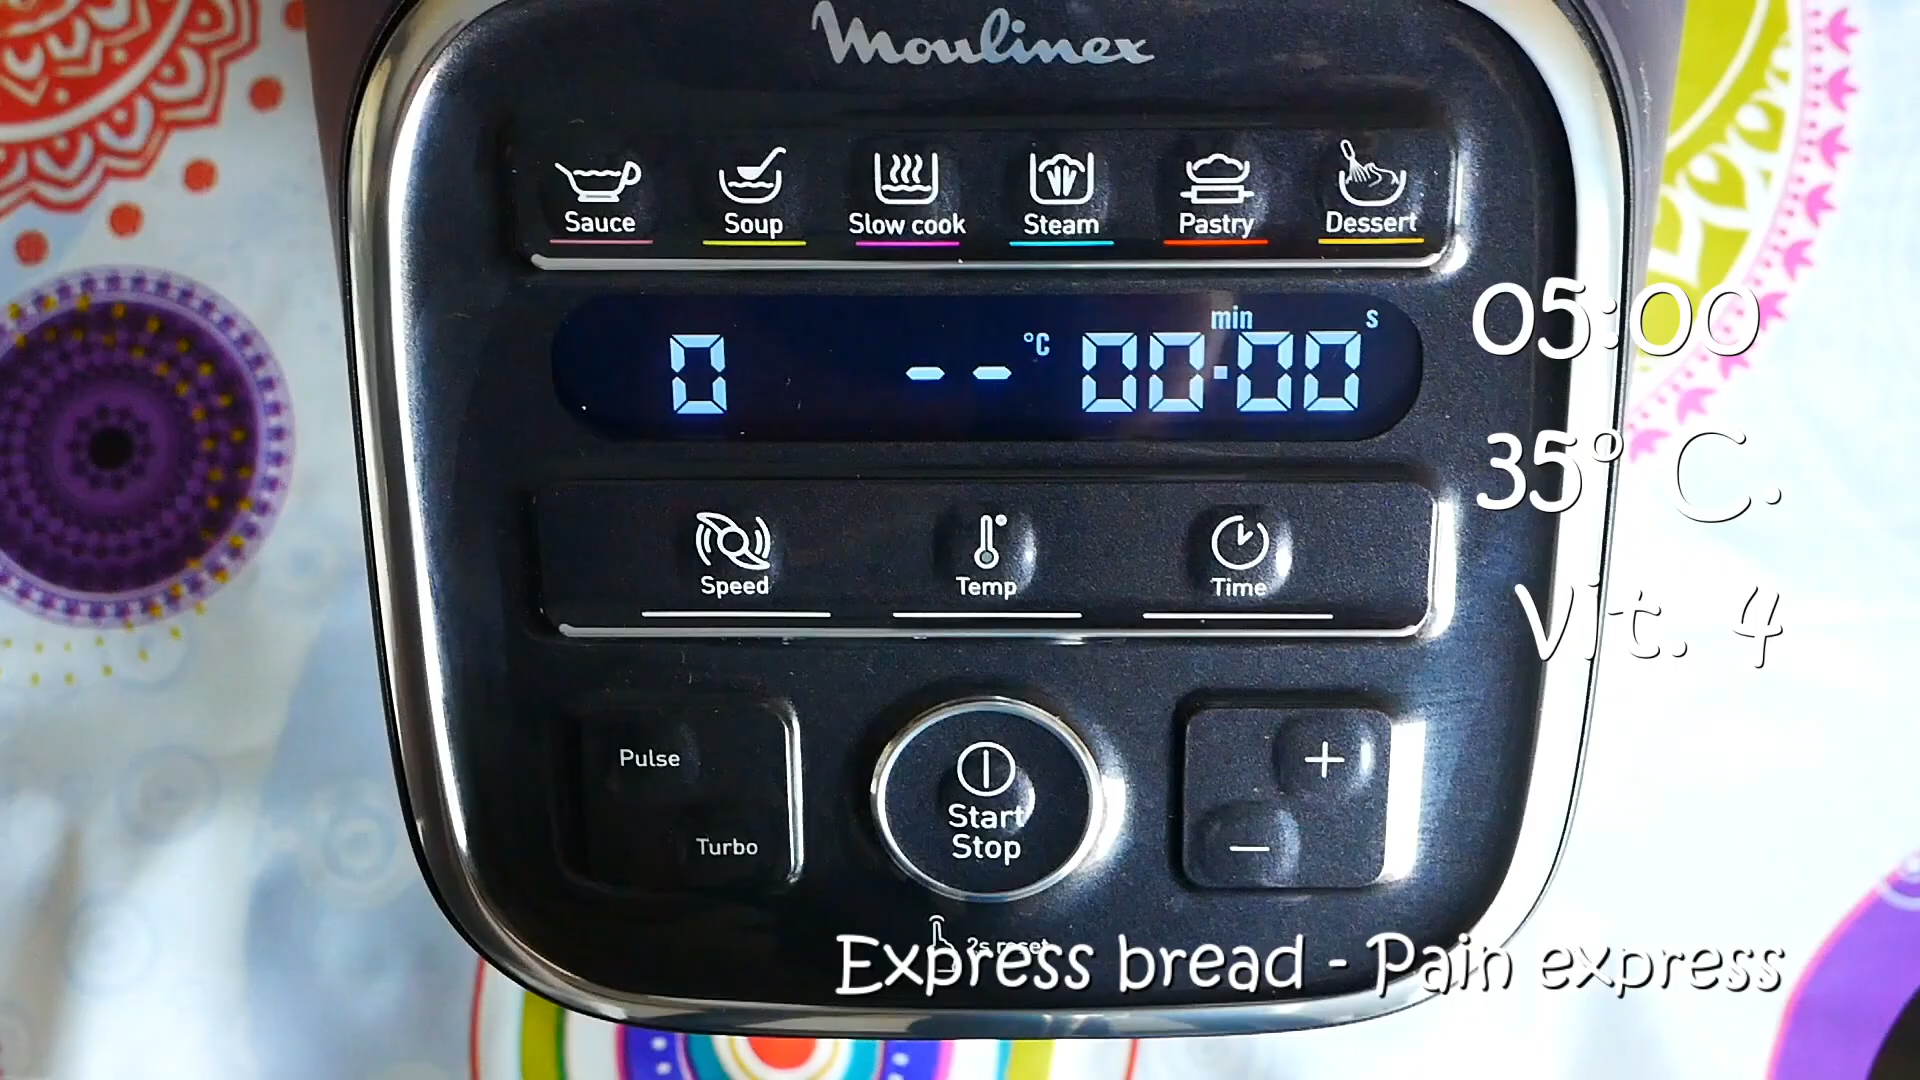 Moulinex
Sauce Soup Slow cook Steam Pastry Dessert
0 -- °C 00:00 min s
05:00
35° C.
Speed Temp Time
Vit. 4
Pulse
Turbo
Start
Stop
+
−
2s reset
Express bread - Pain express